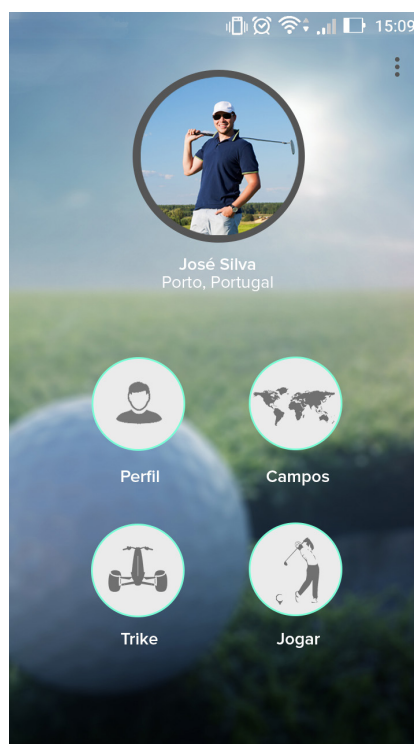 15:09
José Silva
Porto, Portugal
Perfil
Campos
Trike
Jogar